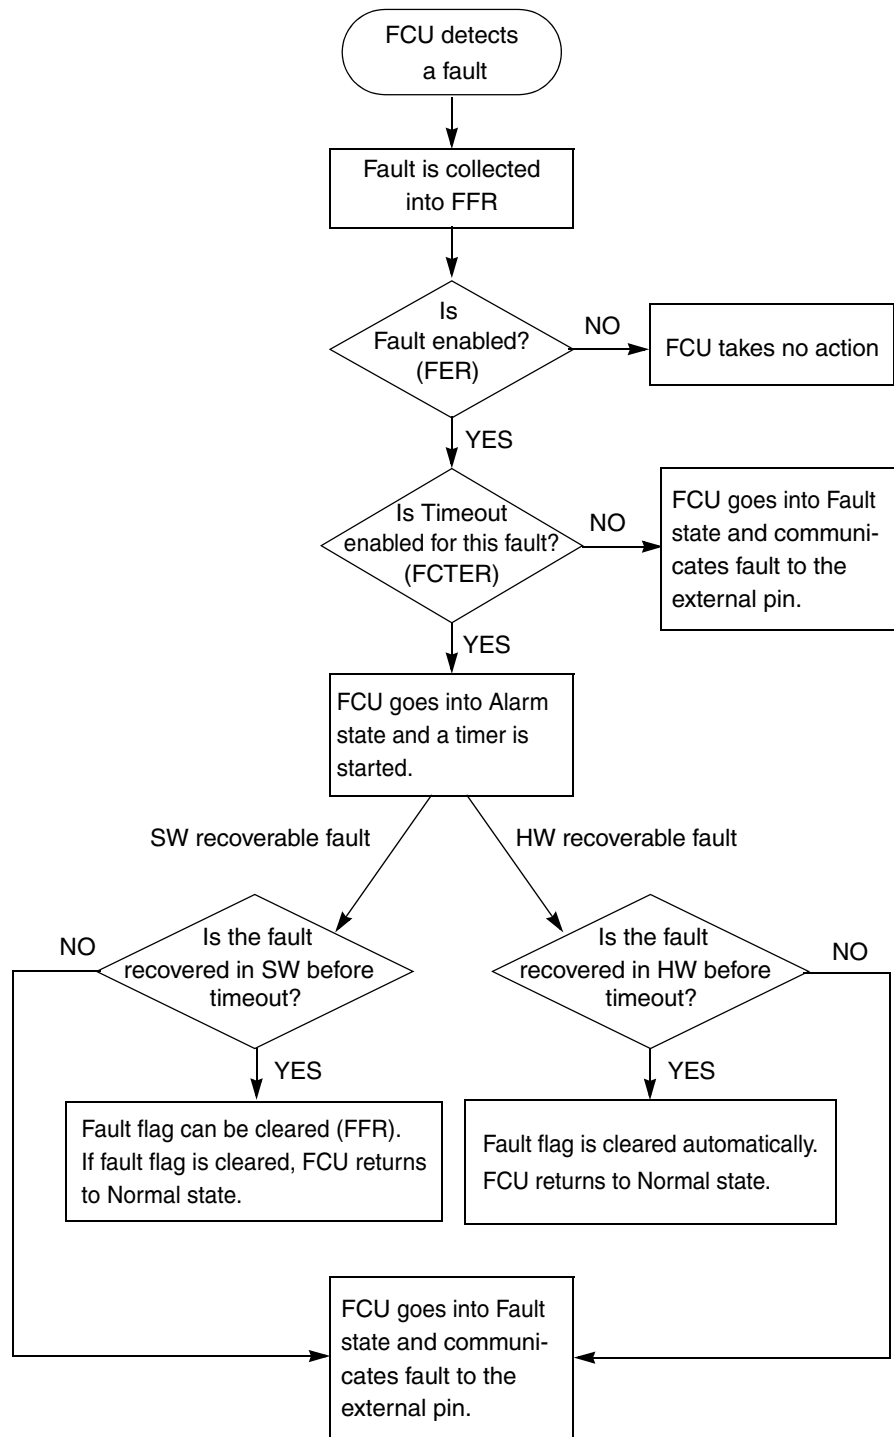 FCU detects
a fault
Fault is collected
into FFR
Is
Fault enabled?
(FER)
NO
FCU takes no action
YES
Is Timeout
enabled for this fault?
(FCTER)
NO
FCU goes into Fault
state and communi-
cates fault to the
external pin.
YES
FCU goes into Alarm
state and a timer is
started.
SW recoverable fault
HW recoverable fault
NO
Is the fault
recovered in SW before
timeout?
Is the fault
recovered in HW before
timeout?
NO
YES
YES
Fault flag can be cleared (FFR).
If fault flag is cleared, FCU returns
to Normal state.
Fault flag is cleared automatically.
FCU returns to Normal state.
FCU goes into Fault
state and communi-
cates fault to the
external pin.